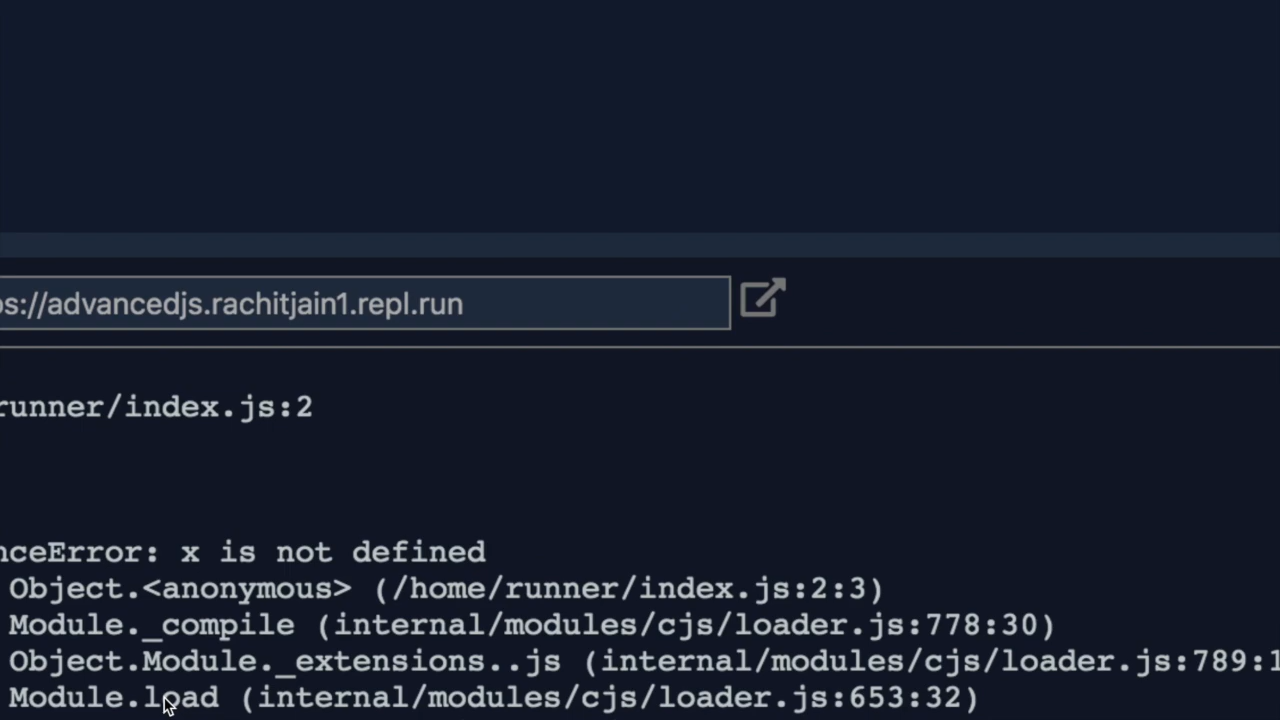 ps://advancedjs.rachitjain1.repl.run
runner/index.js:2
nceError: x is not defined
Object.<anonymous> (/home/runner/index.js:2:3)
Module._compile (internal/modules/cjs/loader.js:778:30)
Object.Module._extensions..js (internal/modules/cjs/loader.js:789:1
Module.load (internal/modules/cjs/loader.js:653:32)